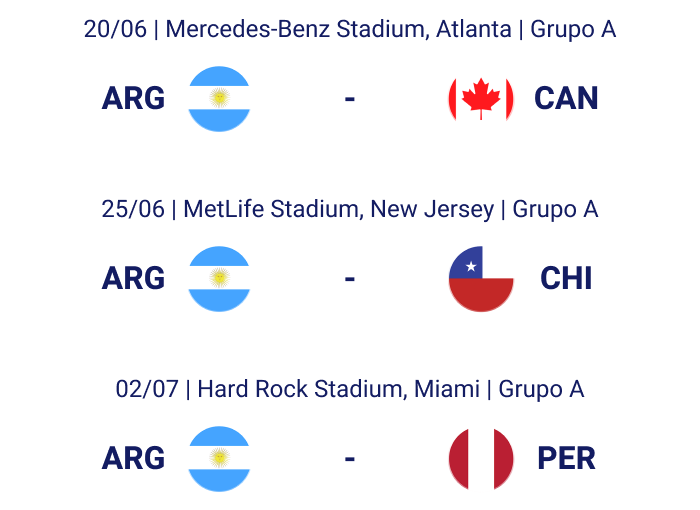 20/06 | Mercedes-Benz Stadium, Atlanta | Grupo A
ARG - CAN
25/06 | MetLife Stadium, New Jersey | Grupo A
ARG - CHI
02/07 | Hard Rock Stadium, Miami | Grupo A
ARG - PER